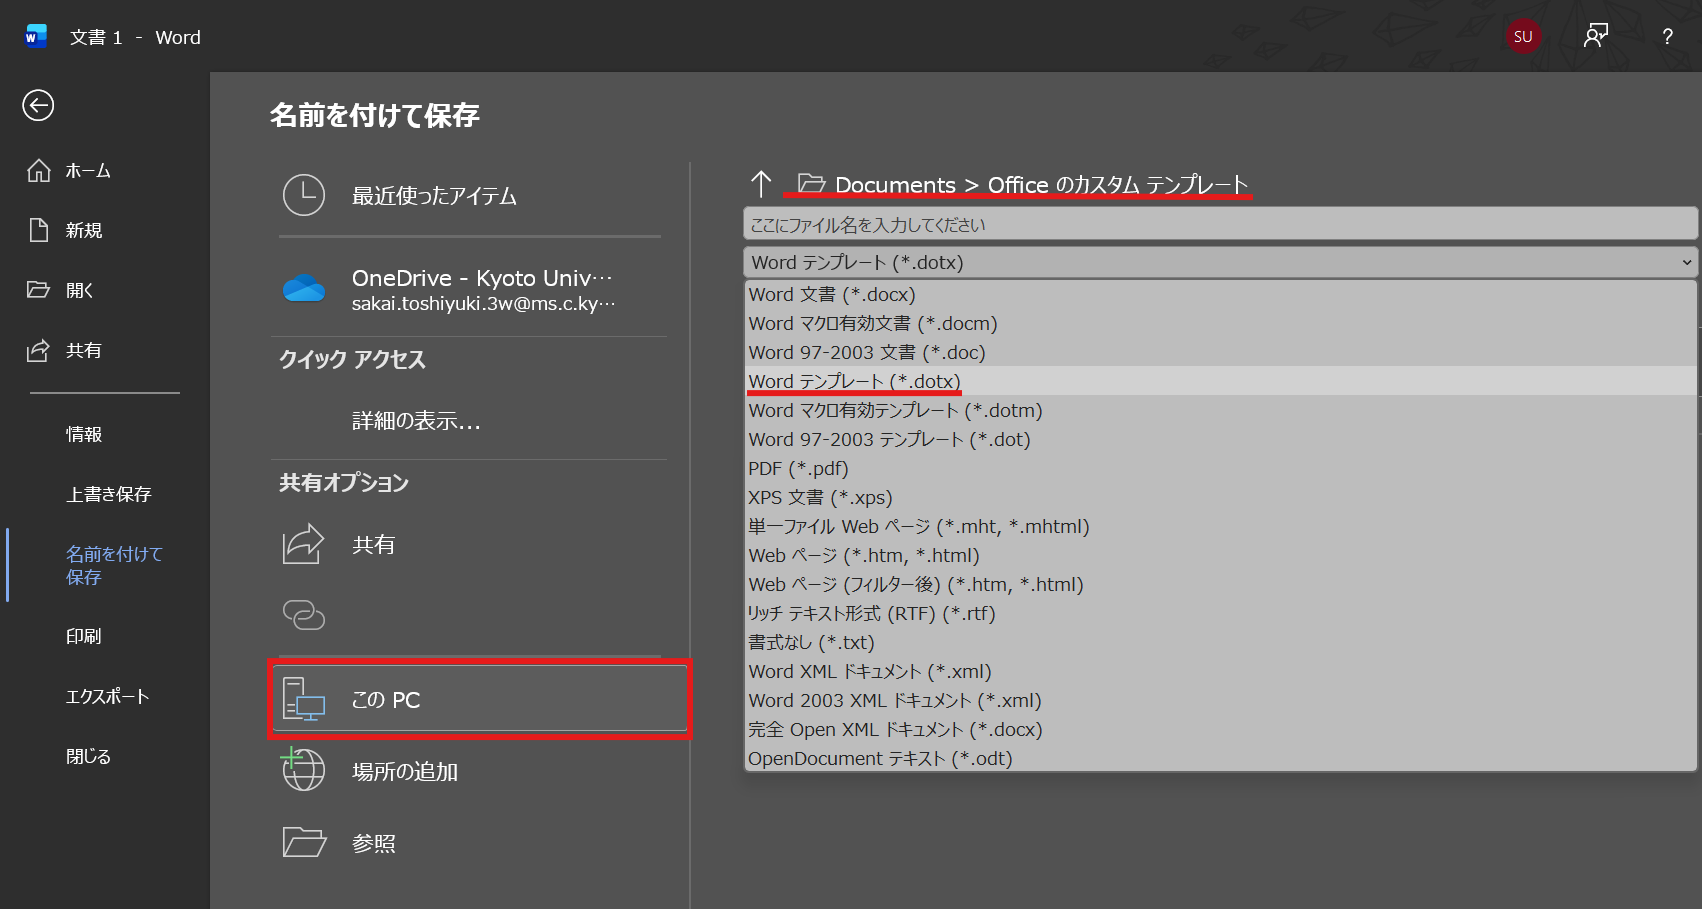 文書 1 - Word
SU
?
ホーム
新規
開く
共有
情報
上書き保存
名前を付けて
保存
印刷
エクスポート
閉じる
名前を付けて保存
最近使ったアイテム
OneDrive - Kyoto Univ…
sakai.toshiyuki.3w@ms.c.ky…
クイック アクセス
詳細の表示...
共有オプション
共有
この PC
場所の追加
参照
Documents > Office のカスタム テンプレート
ここにファイル名を入力してください
Word テンプレート (*.dotx)
Word 文書 (*.docx)
Word マクロ有効文書 (*.docm)
Word 97-2003 文書 (*.doc)
Word テンプレート (*.dotx)
Word マクロ有効テンプレート (*.dotm)
Word 97-2003 テンプレート (*.dot)
PDF (*.pdf)
XPS 文書 (*.xps)
単一ファイル Web ページ (*.mht, *.mhtml)
Web ページ (*.htm, *.html)
Web ページ (フィルター後) (*.htm, *.html)
リッチ テキスト形式 (RTF) (*.rtf)
書式なし (*.txt)
Word XML ドキュメント (*.xml)
Word 2003 XML ドキュメント (*.xml)
完全 Open XML ドキュメント (*.docx)
OpenDocument テキスト (*.odt)